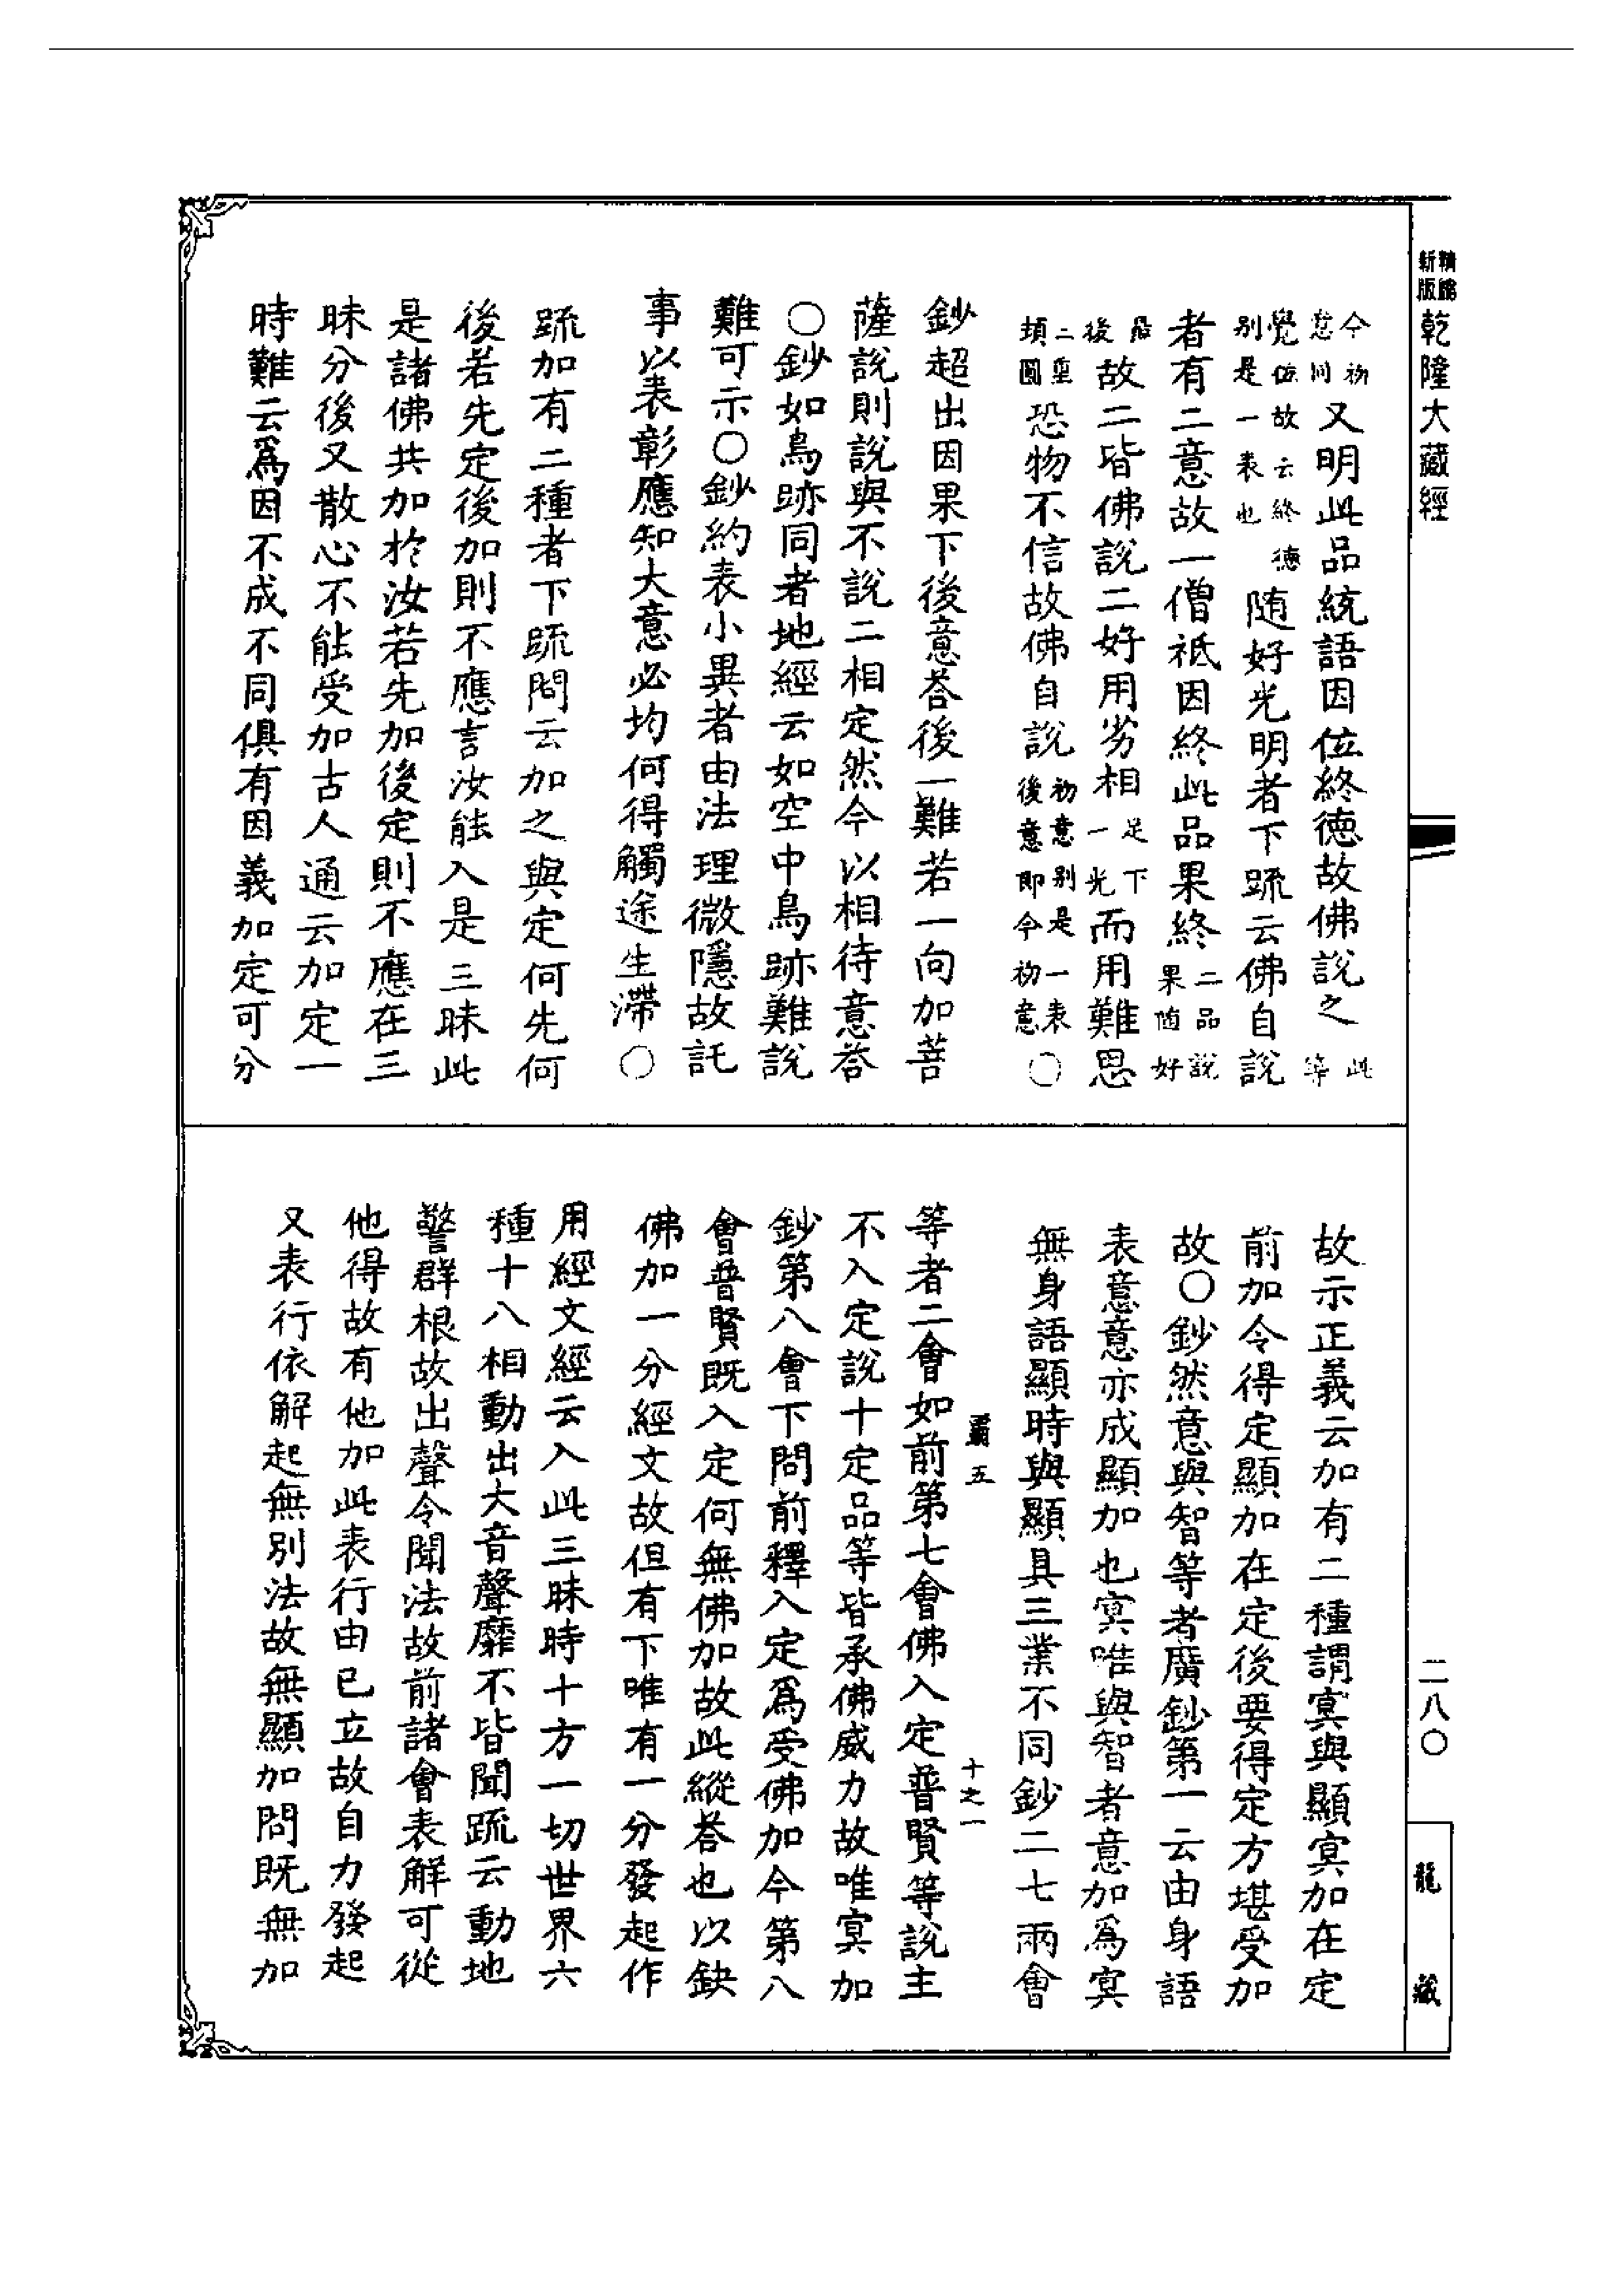 新版
精縮
乾隆大藏經
二八〇
龍藏
今初
意同
又明此品統語因位終德故佛說之
此
等
覺位故云終德
別是一表也
隨好光明者下䟽云佛自說
者有二意故一僧祇因終此品果終
二品說
果隨好
後
故二皆佛說二好用劣相
足下
一光
而用難思
二重
頍圓
恐物不信故佛自說
初意別是一表
後意即今初意
〇
鈔超出因果下後意荅後一難若一向加菩
薩說則說與不說二相定然今以相待意荅
〇鈔如鳥跡同者地經云如空中鳥跡難說
難可示〇鈔約表小異者由法理微隱故託
事以表彰應知大意必均何得觸途生滯〇
䟽加有二種者下䟽問云加之與定何先何
後若先定後加則不應言汝能入是三昧此
是諸佛共加於汝若先加後定則不應在三
昧分後又散心不能受加古人通云加定一
時難云爲因不成不同俱有因義加定可分
故示正義云加有二種謂冥與顯冥加在定
前加令得定顯加在定後要得定方堪受加
故〇鈔然意與智等者廣鈔第一云由身語
表意意亦成顯加也冥唯與智者意加爲冥
無身語顯時與顯具三業不同鈔二七兩會
五
十之一
等者二會如前第七會佛入定普賢等說主
不入定說十定品等皆承佛威力故唯冥加
鈔第八會下問前釋入定爲受佛加今第八
會普賢既入定何無佛加故此縱荅也以缺
佛加一分經文故但有下唯有一分發起作
用經文經云入此三昧時十方一切世界六
種十八相動出大音聲靡不皆聞䟽云動地
警群根故出聲令聞法故前諸會表解可從
他得故有他加此表行由已立故自力發起
又表行依解起無別法故無顯加問既無加